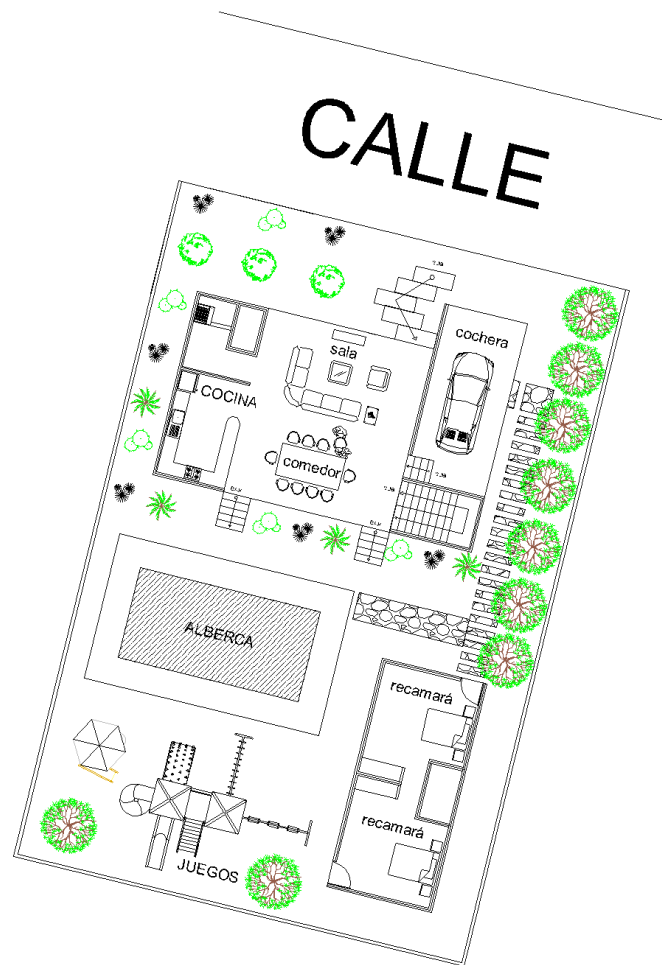 CALLE
cochera
sala
COCINA
comedor
ALBERCA
recamará
recamará
JUEGOS